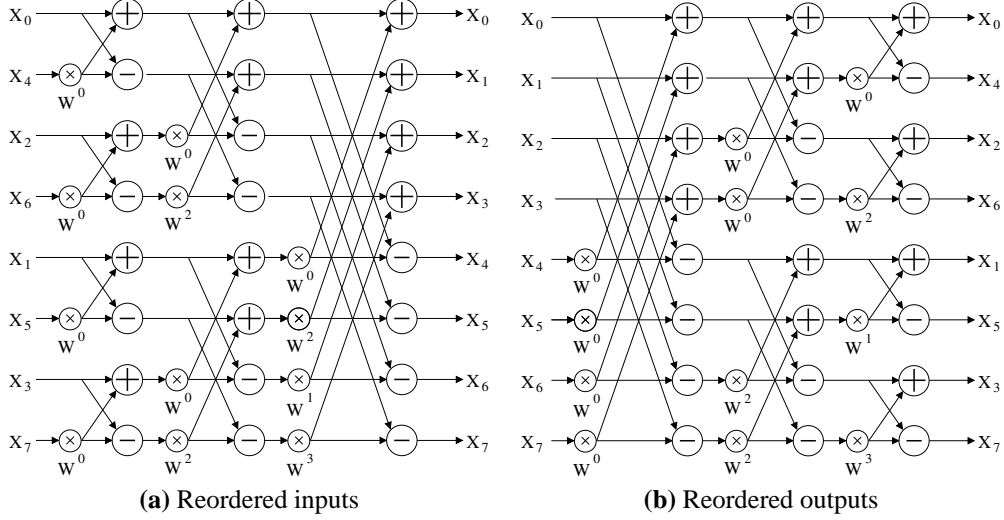 X₀ X₀
X₄ X₁
W⁰
X₂ X₂
W⁰
X₆ X₃
W⁰ W²
X₁ X₄
W⁰
X₅ X₅
W⁰ W²
X₃ X₆
W⁰ W¹
X₇ X₇
W⁰ W² W³
(a) Reordered inputs
X₀ X₀
X₁ X₄
W⁰
X₂ X₂
W⁰
X₃ X₆
W⁰ W²
X₄ X₁
W⁰
X₅ X₅
W⁰ W¹
X₆ X₃
W⁰ W²
X₇ X₇
W⁰ W² W³
(b) Reordered outputs